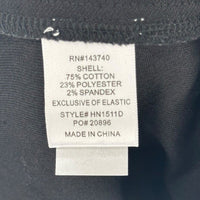 RN#143740
SHELL:
75% COTTON
23% POLYESTER
2% SPANDEX
EXCLUSIVE OF ELASTIC
STYLE# HN1511D
PO# 20896
MADE IN CHINA